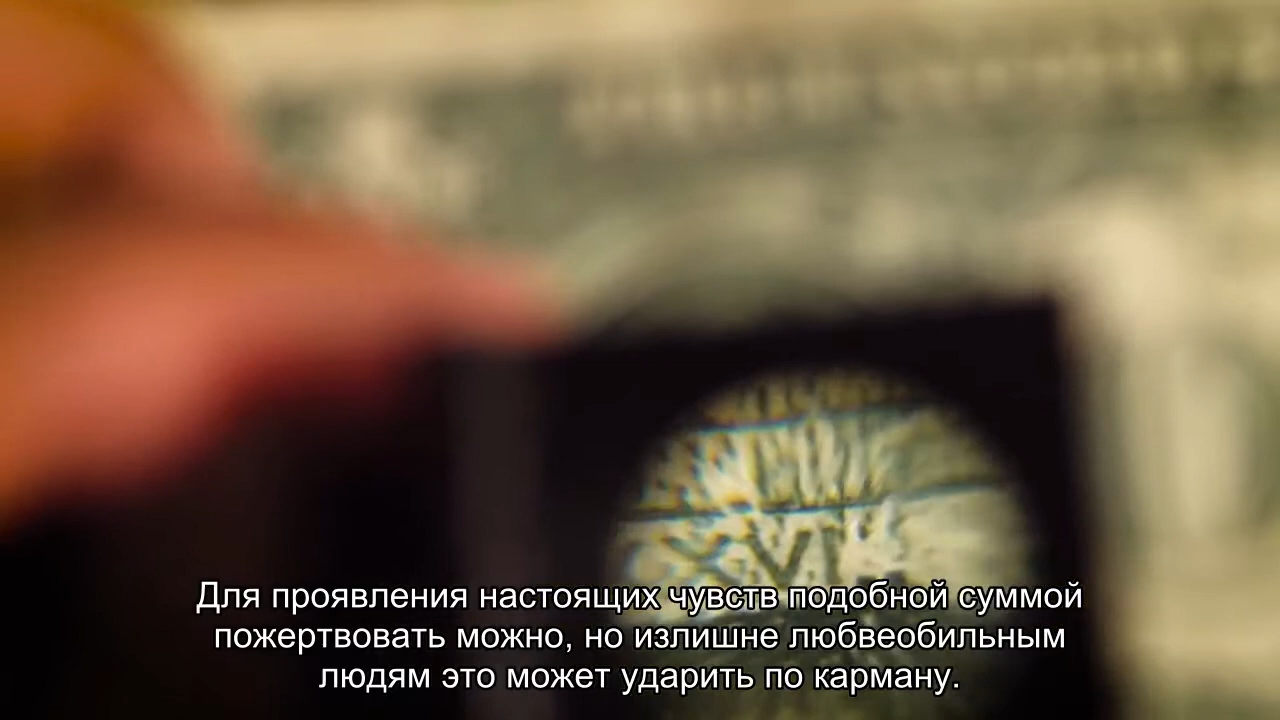 Для проявления настоящих чувств подобной суммой
пожертвовать можно, но излишне любвеобильным
людям это может ударить по карману.